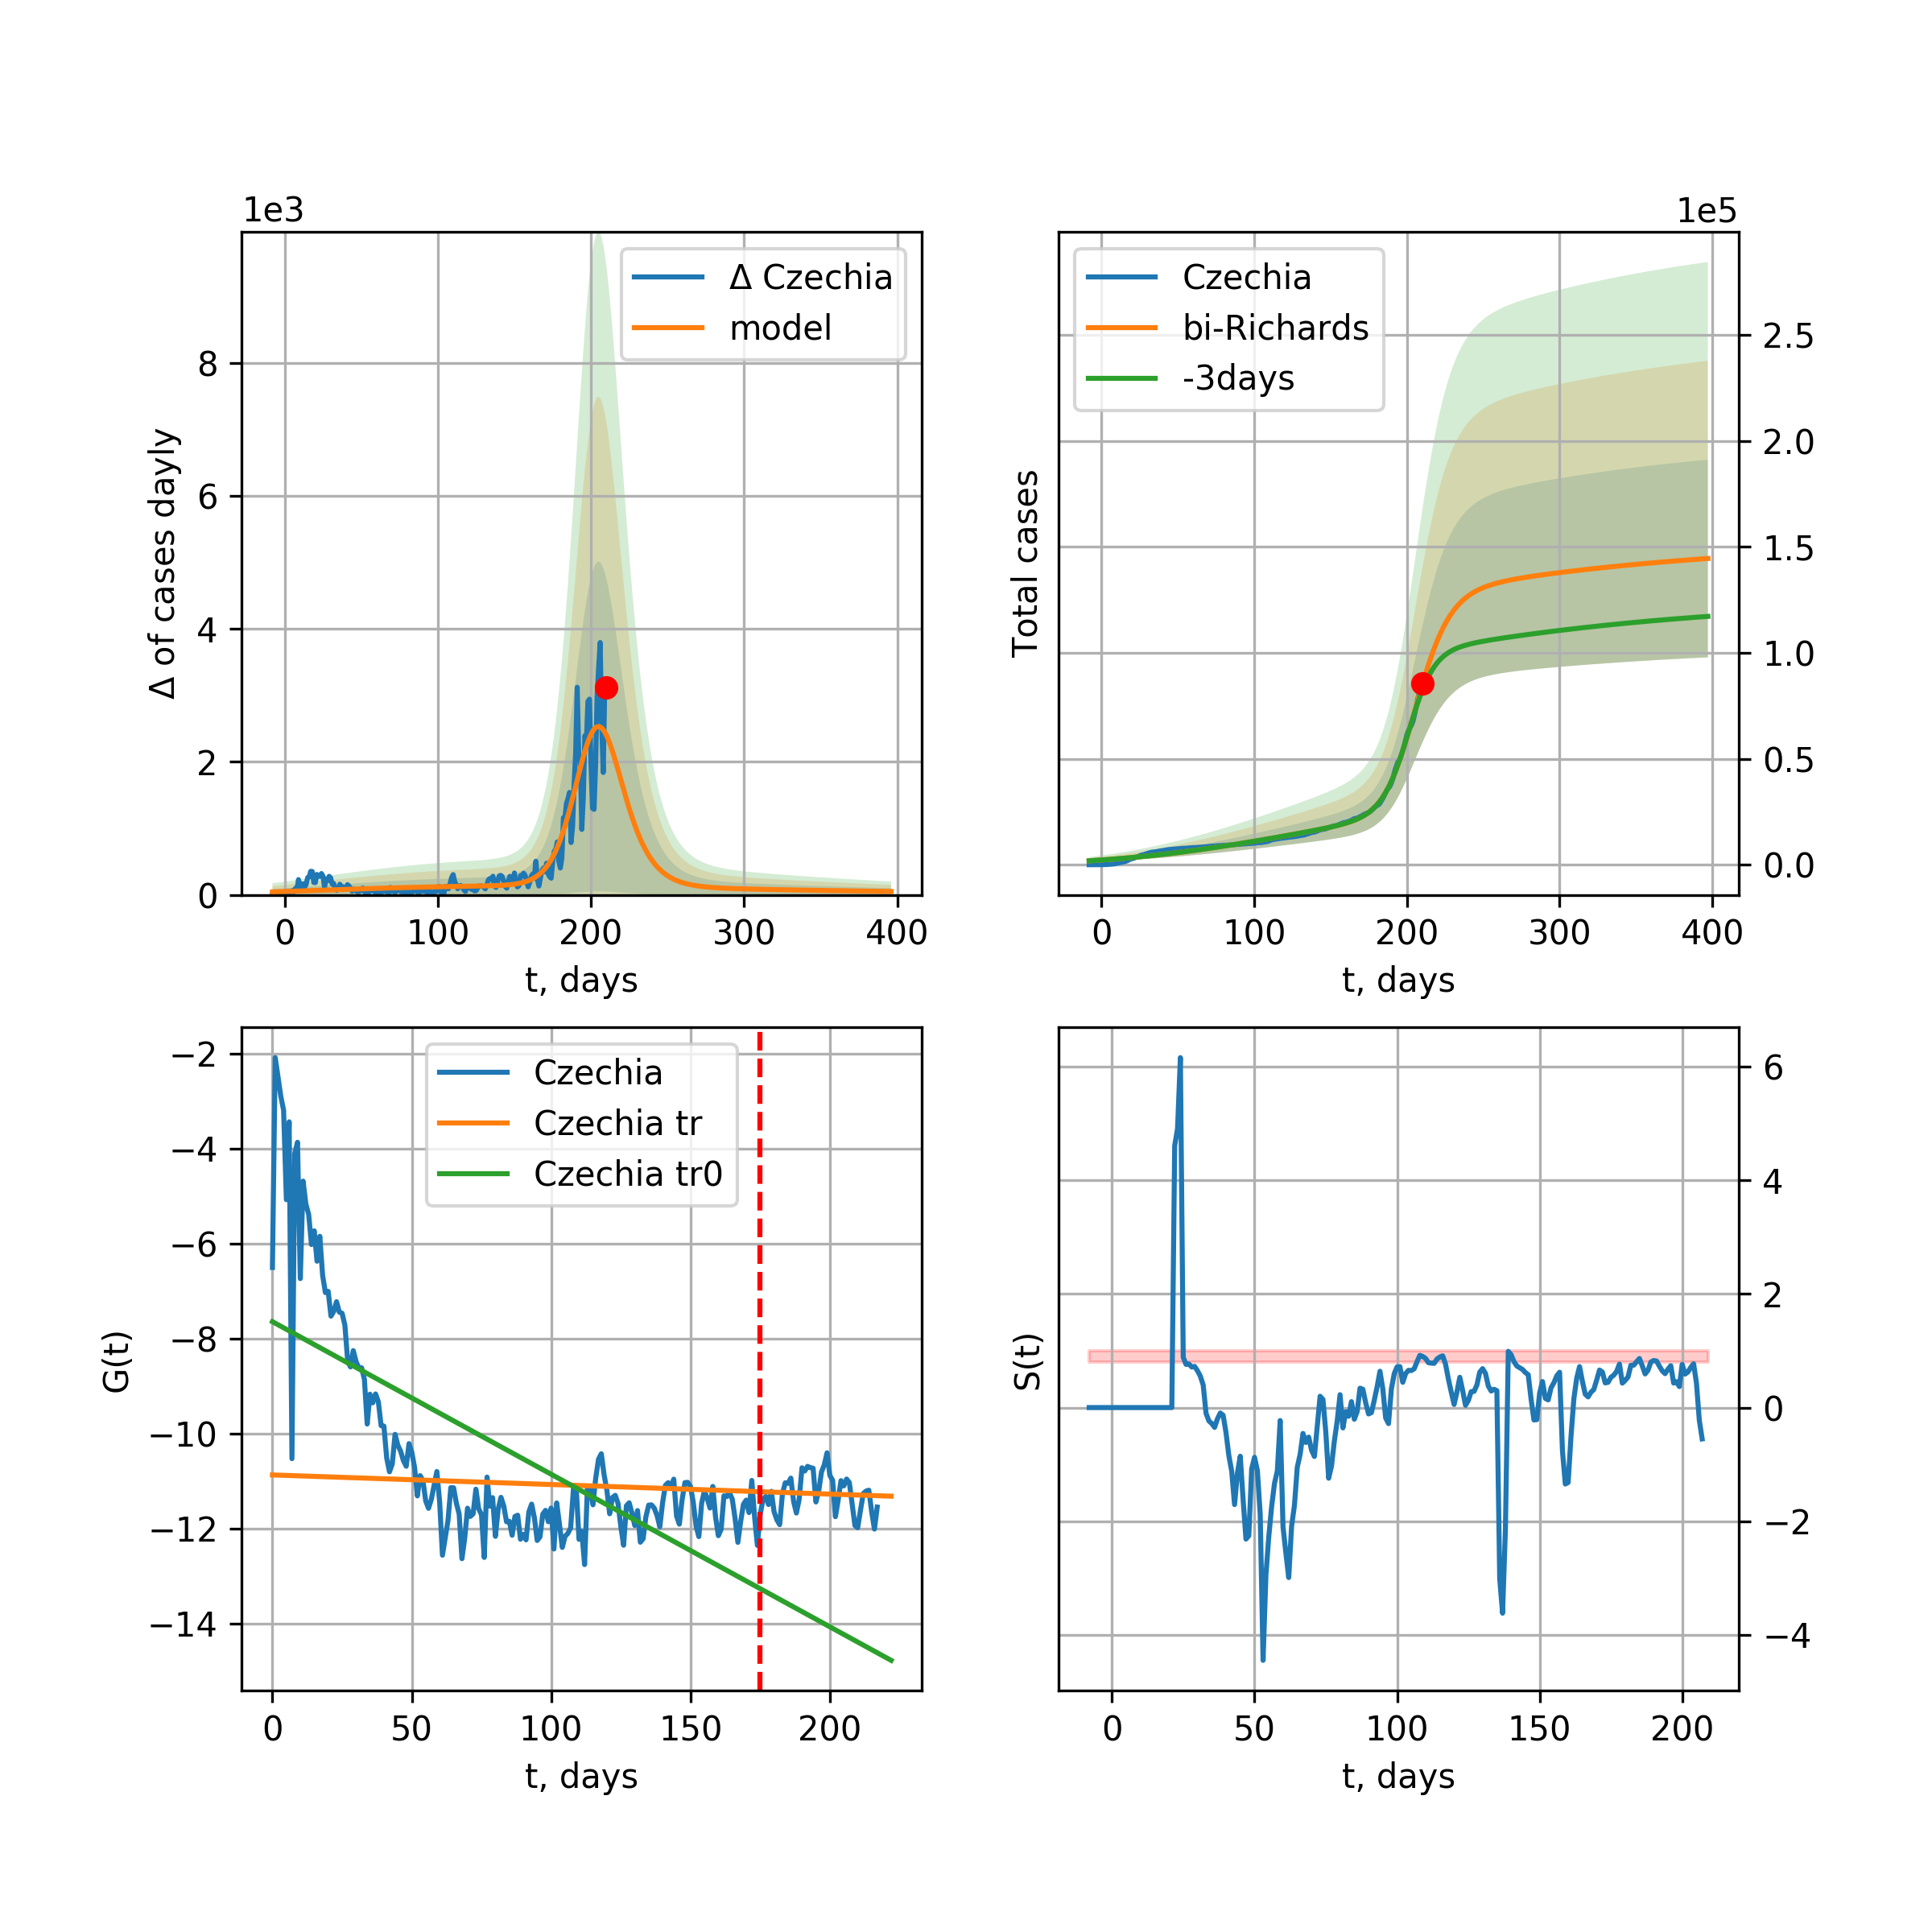 1e3
Δ Czechia
model
8
6
4
2
0
Δ of cases dayly
0 100 200 300 400
t, days
1e5
Czechia
bi-Richards
-3days
2.5
2.0
1.5
1.0
0.5
0.0
Total cases
0 100 200 300 400
t, days
Czechia
Czechia tr
Czechia tr0
−2
−4
−6
−8
−10
−12
−14
G(t)
0 50 100 150 200
t, days
6
4
2
0
−2
−4
S(t)
0 50 100 150 200
t, days